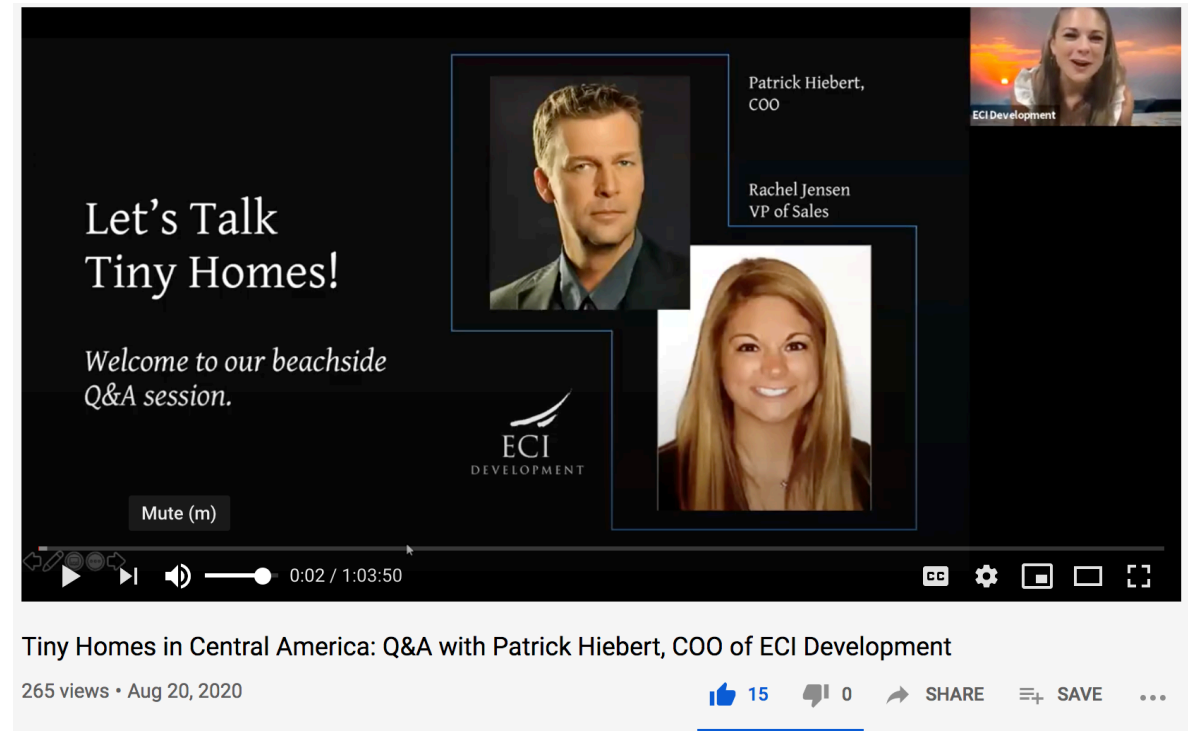 Patrick Hiebert,
COO
ECI Development
Rachel Jensen
VP of Sales
Let's Talk
Tiny Homes!
Welcome to our beachside
Q&A session.
ECI
DEVELOPMENT
Mute (m)
0:02 / 1:03:50
CC
Tiny Homes in Central America: Q&A with Patrick Hiebert, COO of ECI Development
265 views • Aug 20, 2020
15
0
SHARE
SAVE